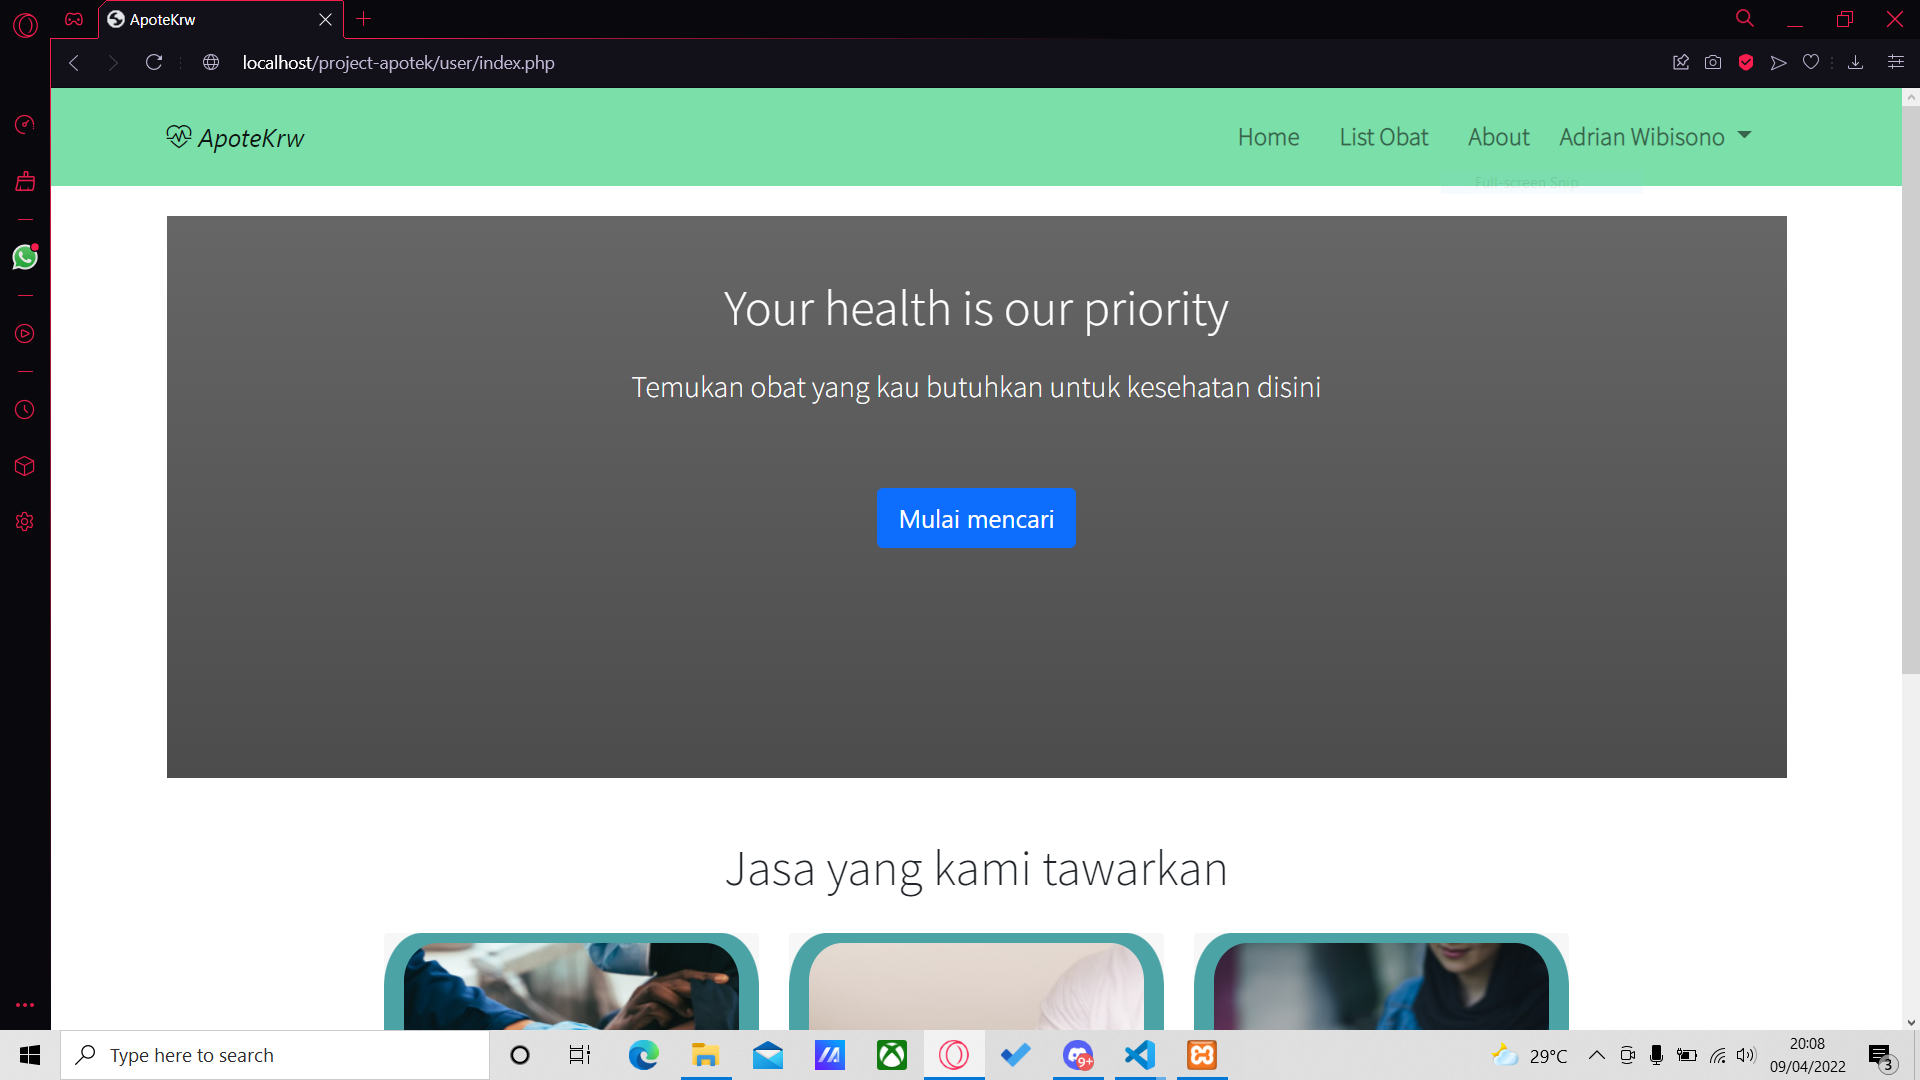 ApoteKrw
localhost/project-apotek/user/index.php
ApoteKrw
Home
List Obat
About
Adrian Wibisono
Full-screen Snip
Your health is our priority
Temukan obat yang kau butuhkan untuk kesehatan disini
Mulai mencari
Jasa yang kami tawarkan
Type here to search
9+
29°C
20:08
09/04/2022
3